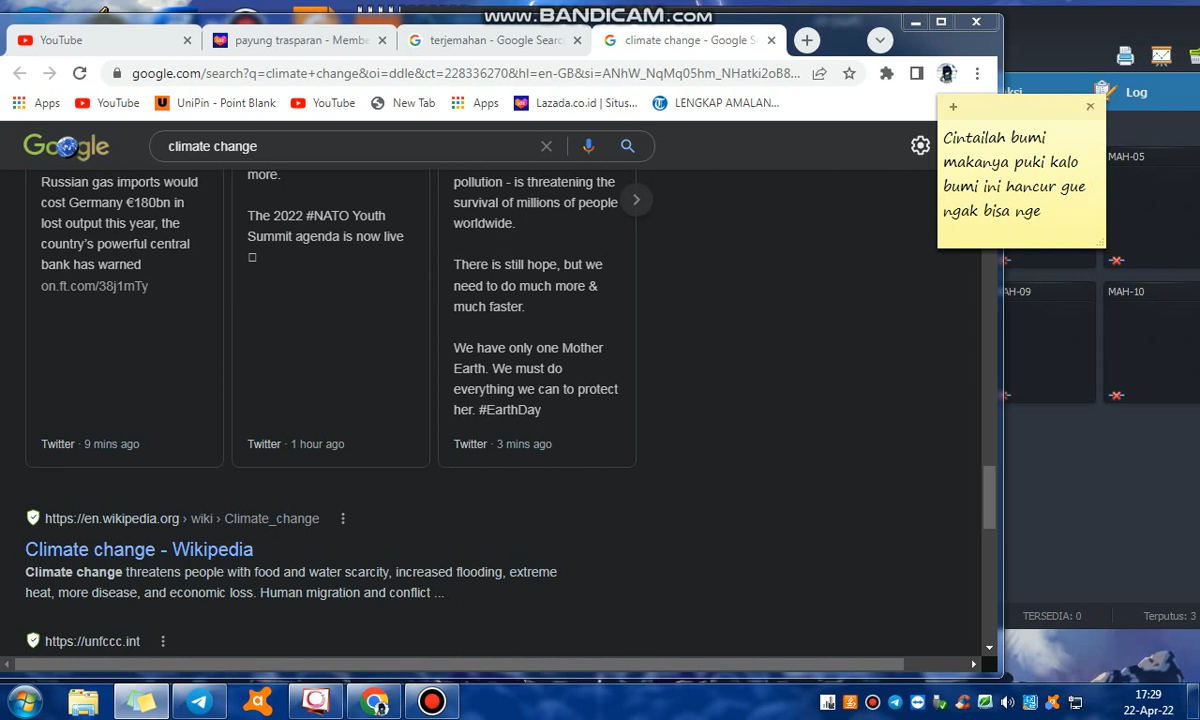 www.BANDICAM.com
YouTube
payung trasparan - Membe
terjemahan - Google Searc
climate change - Google S
google.com/search?q=climate+change&oi=ddle&ct=228336270&hl=en-GB&si=ANhW_NqMq05hm_NHatki2oB8...
Apps
YouTube
UniPin - Point Blank
YouTube
New Tab
Apps
Lazada.co.id | Situs...
LENGKAP AMALAN...
ksi
Log
Google
climate change
Cintailah bumi
makanya puki kalo
bumi ini hancur gue
ngak bisa nge
MAH-05
MAH-09
MAH-10
Russian gas imports would
cost Germany €180bn in
lost output this year, the
country's powerful central
bank has warned
on.ft.com/38j1mTy
Twitter · 9 mins ago
more.
The 2022 #NATO Youth
Summit agenda is now live
Twitter · 1 hour ago
pollution - is threatening the
survival of millions of people
worldwide.
There is still hope, but we
need to do much more &
much faster.
We have only one Mother
Earth. We must do
everything we can to protect
her. #EarthDay
Twitter · 3 mins ago
https://en.wikipedia.org › wiki › Climate_change
Climate change - Wikipedia
Climate change threatens people with food and water scarcity, increased flooding, extreme
heat, more disease, and economic loss. Human migration and conflict ...
https://unfccc.int
TERSEDIA: 0
Terputus: 3
17:29
22-Apr-22